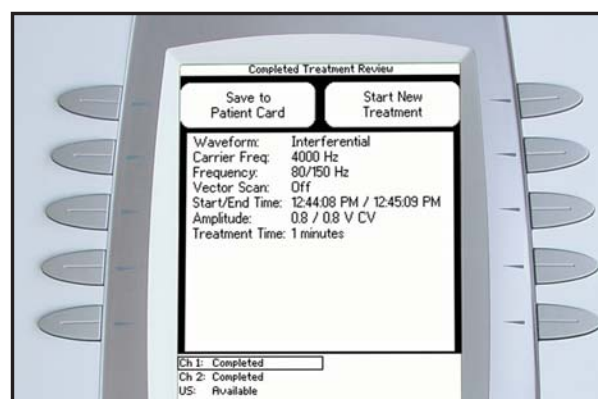 Completed Treatment Review
Save to
Patient Card
Start New
Treatment
Waveform: Interferential
Carrier Freq: 4000 Hz
Frequency: 80/150 Hz
Vector Scan: Off
Start/End Time: 12:44:08 PM / 12:45:09 PM
Amplitude: 0.8 / 0.8 V CV
Treatment Time: 1 minutes
Ch 1: Completed
Ch 2: Completed
US: Available